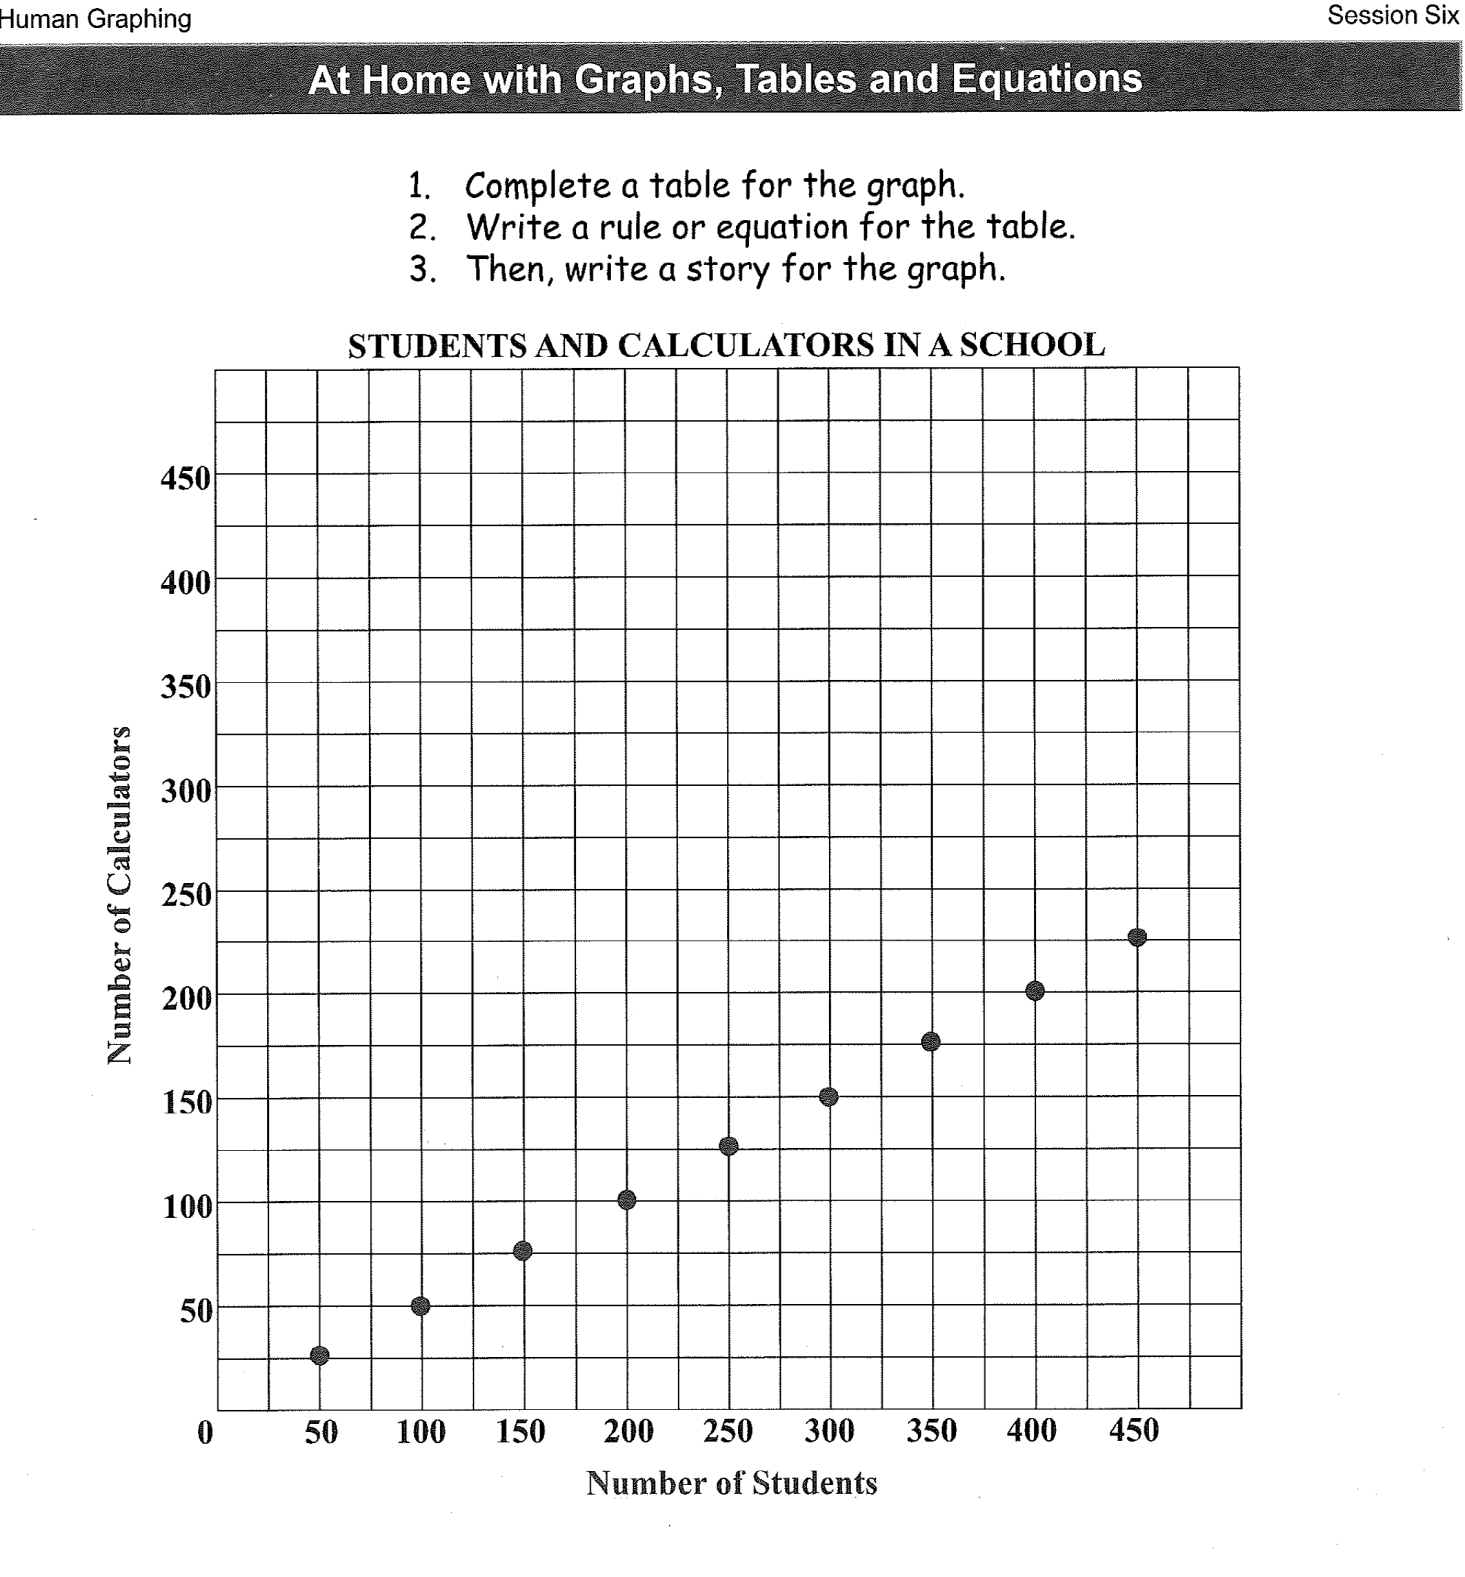 Human Graphing
Session Six
At Home with Graphs, Tables and Equations
1. Complete a table for the graph.
2. Write a rule or equation for the table.
3. Then, write a story for the graph.
STUDENTS AND CALCULATORS IN A SCHOOL
450
400
350
300
250
200
150
100
50
Number of Calculators
0 50 100 150 200 250 300 350 400 450
Number of Students